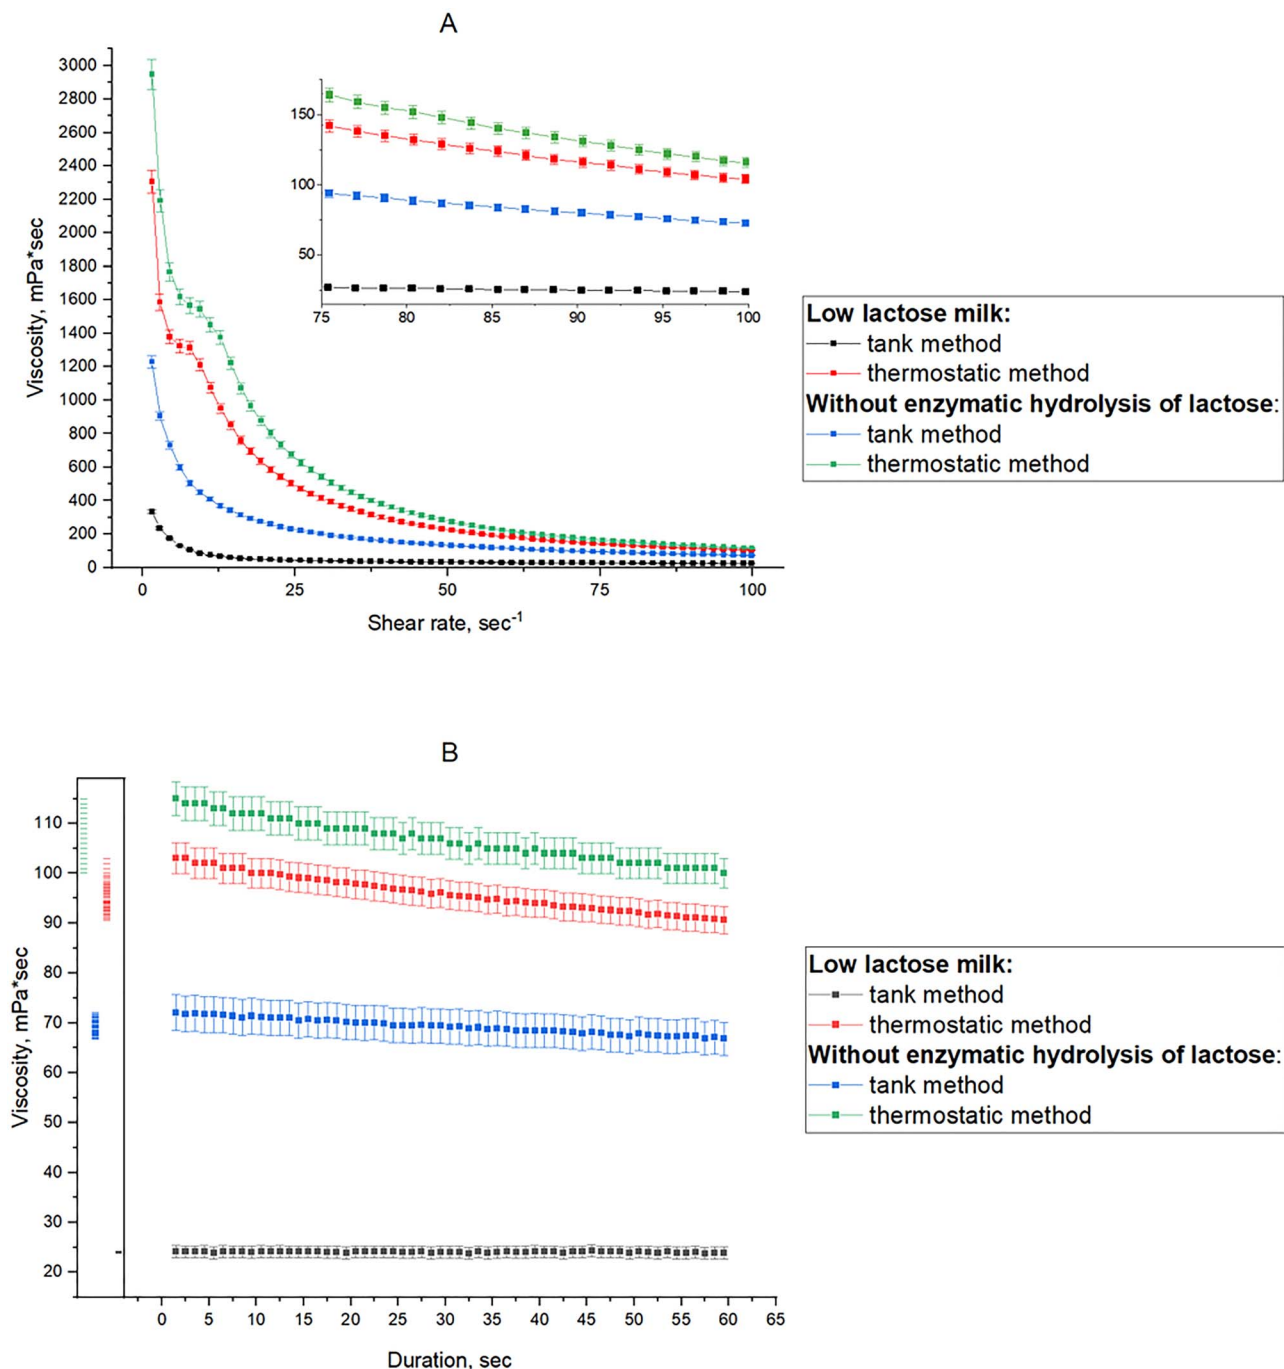 A
3000
2800
2600
2400
2200
2000
1800
1600
1400
1200
1000
800
600
400
200
0
Viscosity, mPa*sec
0 25 50 75 100
Shear rate, sec⁻¹
150
100
50
75 80 85 90 95 100
Low lactose milk:
tank method
thermostatic method
Without enzymatic hydrolysis of lactose:
tank method
thermostatic method
B
110
100
90
80
70
60
50
40
30
20
Viscosity, mPa*sec
0 5 10 15 20 25 30 35 40 45 50 55 60 65
Duration, sec
Low lactose milk:
tank method
thermostatic method
Without enzymatic hydrolysis of lactose:
tank method
thermostatic method